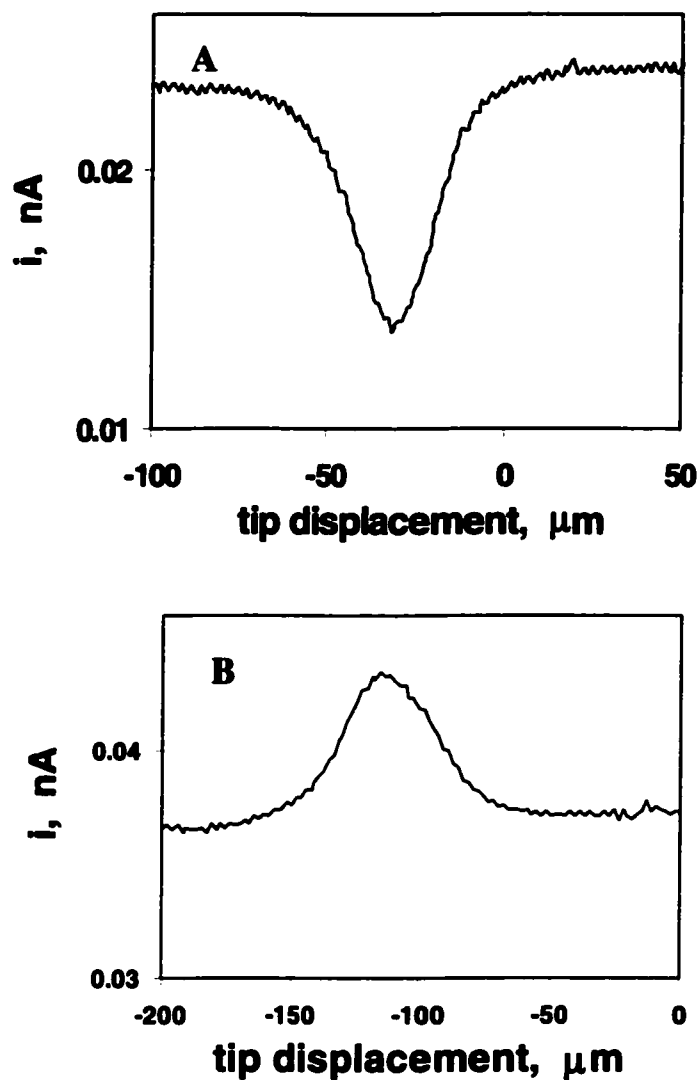 A
0.02
i, nA
0.01
-100 -50 0 50
tip displacement, μm
B
0.04
i, nA
0.03
-200 -150 -100 -50 0
tip displacement, μm